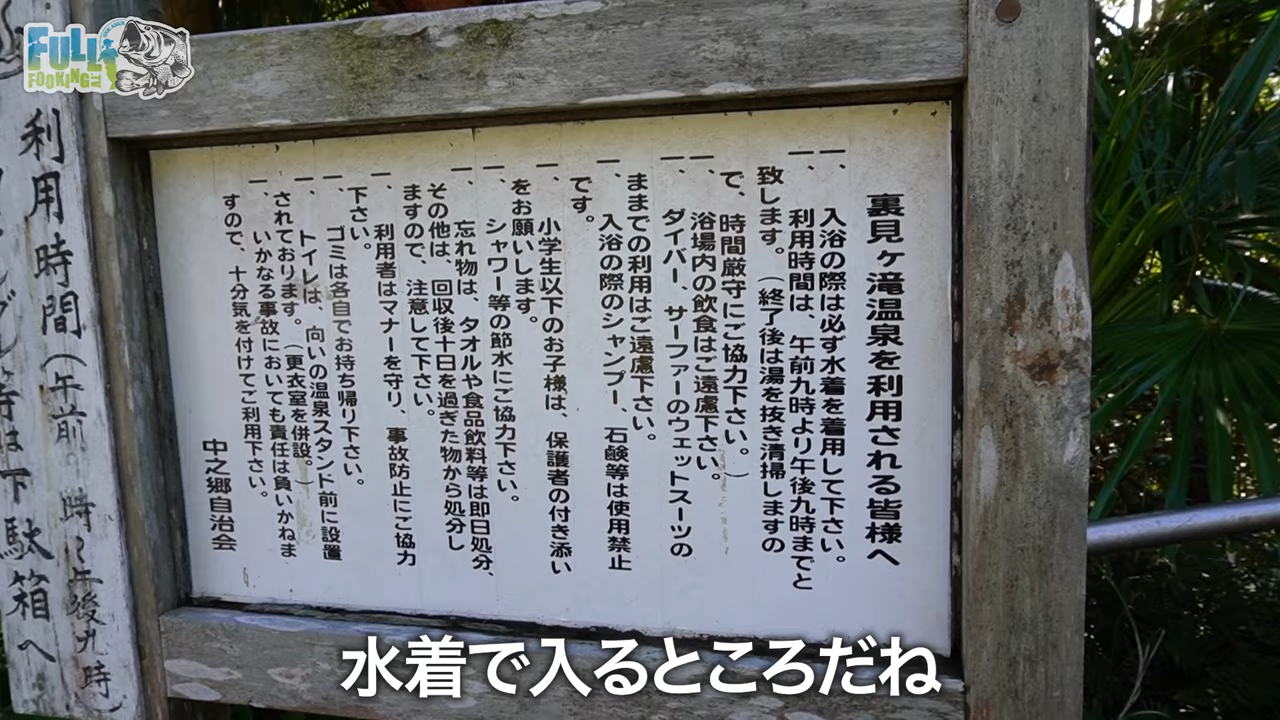 FULL
FOOKING
裏見ヶ滝温泉を利用される皆様へ
一、入浴の際は必ず水着を着用して下さい。
一、利用時間は、午前九時より午後九時までと
致します。（終了後は湯を抜き清掃しますの
で、時間厳守にご協力下さい。）
一、浴場内の飲食はご遠慮下さい。
一、ダイバー、サーファーのウェットスーツの
ままでの利用はご遠慮下さい。
一、入浴の際のシャンプー、石鹸等は使用禁止
です。
一、小学生以下のお子様は、保護者の付き添い
をお願いします。
一、シャワー等の節水にご協力下さい。
一、忘れ物は、タオルや食品飲料等は即日処分、
その他は、回収後十日を過ぎた物から処分し
ますので、注意して下さい。
一、利用者はマナーを守り、事故防止にご協力
下さい。
一、ゴミは各自でお持ち帰り下さい。
一、トイレは、向いの温泉スタンド前に設置
されております。（更衣室を併設。）
一、いかなる事故においても責任は負いかねま
すので、十分気を付けてご利用下さい。
中之郷自治会
利用時間（午前 時〜午後九時）
等は下駄箱へ
水着で入るところだね